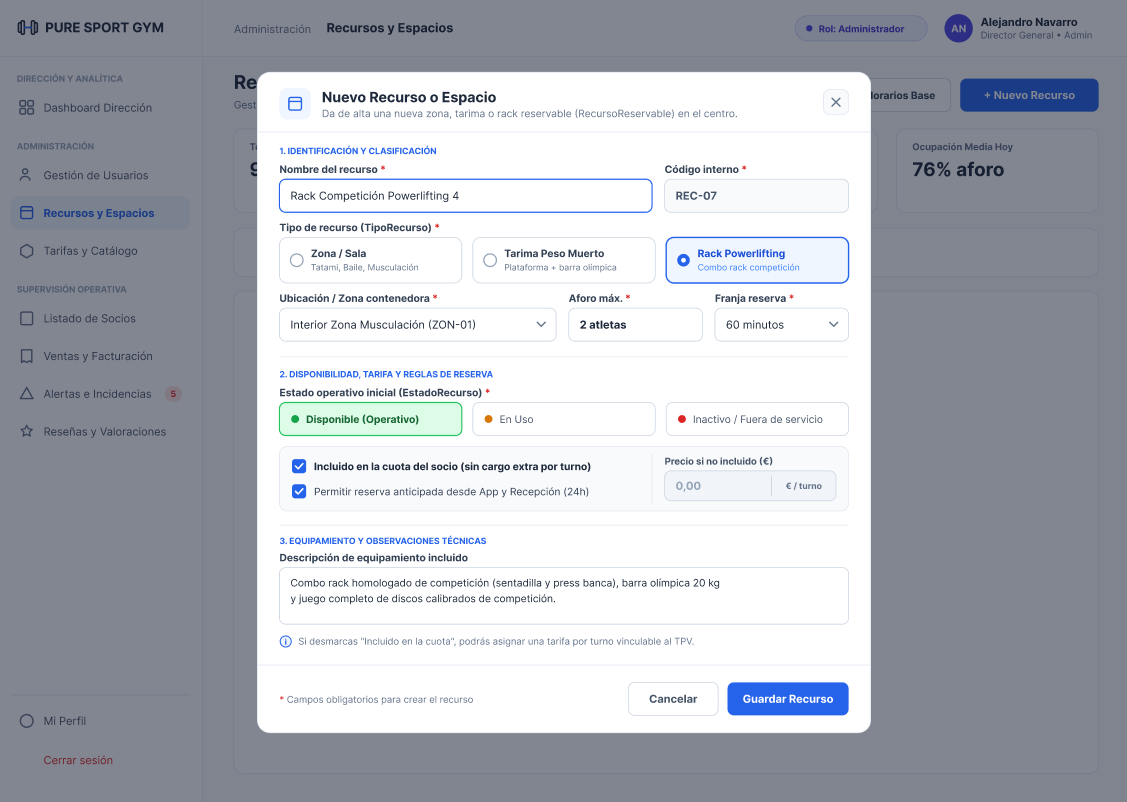 PURE SPORT GYM
Administración Recursos y Espacios
Rol: Administrador
AN
Alejandro Navarro
Director General • Admin
DIRECCIÓN Y ANALÍTICA
Dashboard Dirección
ADMINISTRACIÓN
Gestión de Usuarios
Recursos y Espacios
Tarifas y Catálogo
SUPERVISIÓN OPERATIVA
Listado de Socios
Ventas y Facturación
Alertas e Incidencias 5
Reseñas y Valoraciones
Mi Perfil
Cerrar sesión
Re
Gest
Horarios Base
+ Nuevo Recurso
Ocupación Media Hoy
76% aforo
Nuevo Recurso o Espacio
Da de alta una nueva zona, tarima o rack reservable (RecursoReservable) en el centro.
1. IDENTIFICACIÓN Y CLASIFICACIÓN
Nombre del recurso * Código interno *
Rack Competición Powerlifting 4 REC-07
Tipo de recurso (TipoRecurso) *
Zona / Sala
Tatami, Baile, Musculación
Tarima Peso Muerto
Plataforma + barra olímpica
Rack Powerlifting
Combo rack competición
Ubicación / Zona contenedora * Aforo máx. * Franja reserva *
Interior Zona Musculación (ZON-01) 2 atletas 60 minutos
2. DISPONIBILIDAD, TARIFA Y REGLAS DE RESERVA
Estado operativo inicial (EstadoRecurso) *
Disponible (Operativo) En Uso Inactivo / Fuera de servicio
Incluido en la cuota del socio (sin cargo extra por turno)
Permitir reserva anticipada desde App y Recepción (24h)
Precio si no incluido (€)
0,00 € / turno
3. EQUIPAMIENTO Y OBSERVACIONES TÉCNICAS
Descripción de equipamiento incluido
Combo rack homologado de competición (sentadilla y press banca), barra olímpica 20 kg
y juego completo de discos calibrados de competición.
Si desmarcas "Incluido en la cuota", podrás asignar una tarifa por turno vinculable al TPV.
* Campos obligatorios para crear el recurso
Cancelar Guardar Recurso